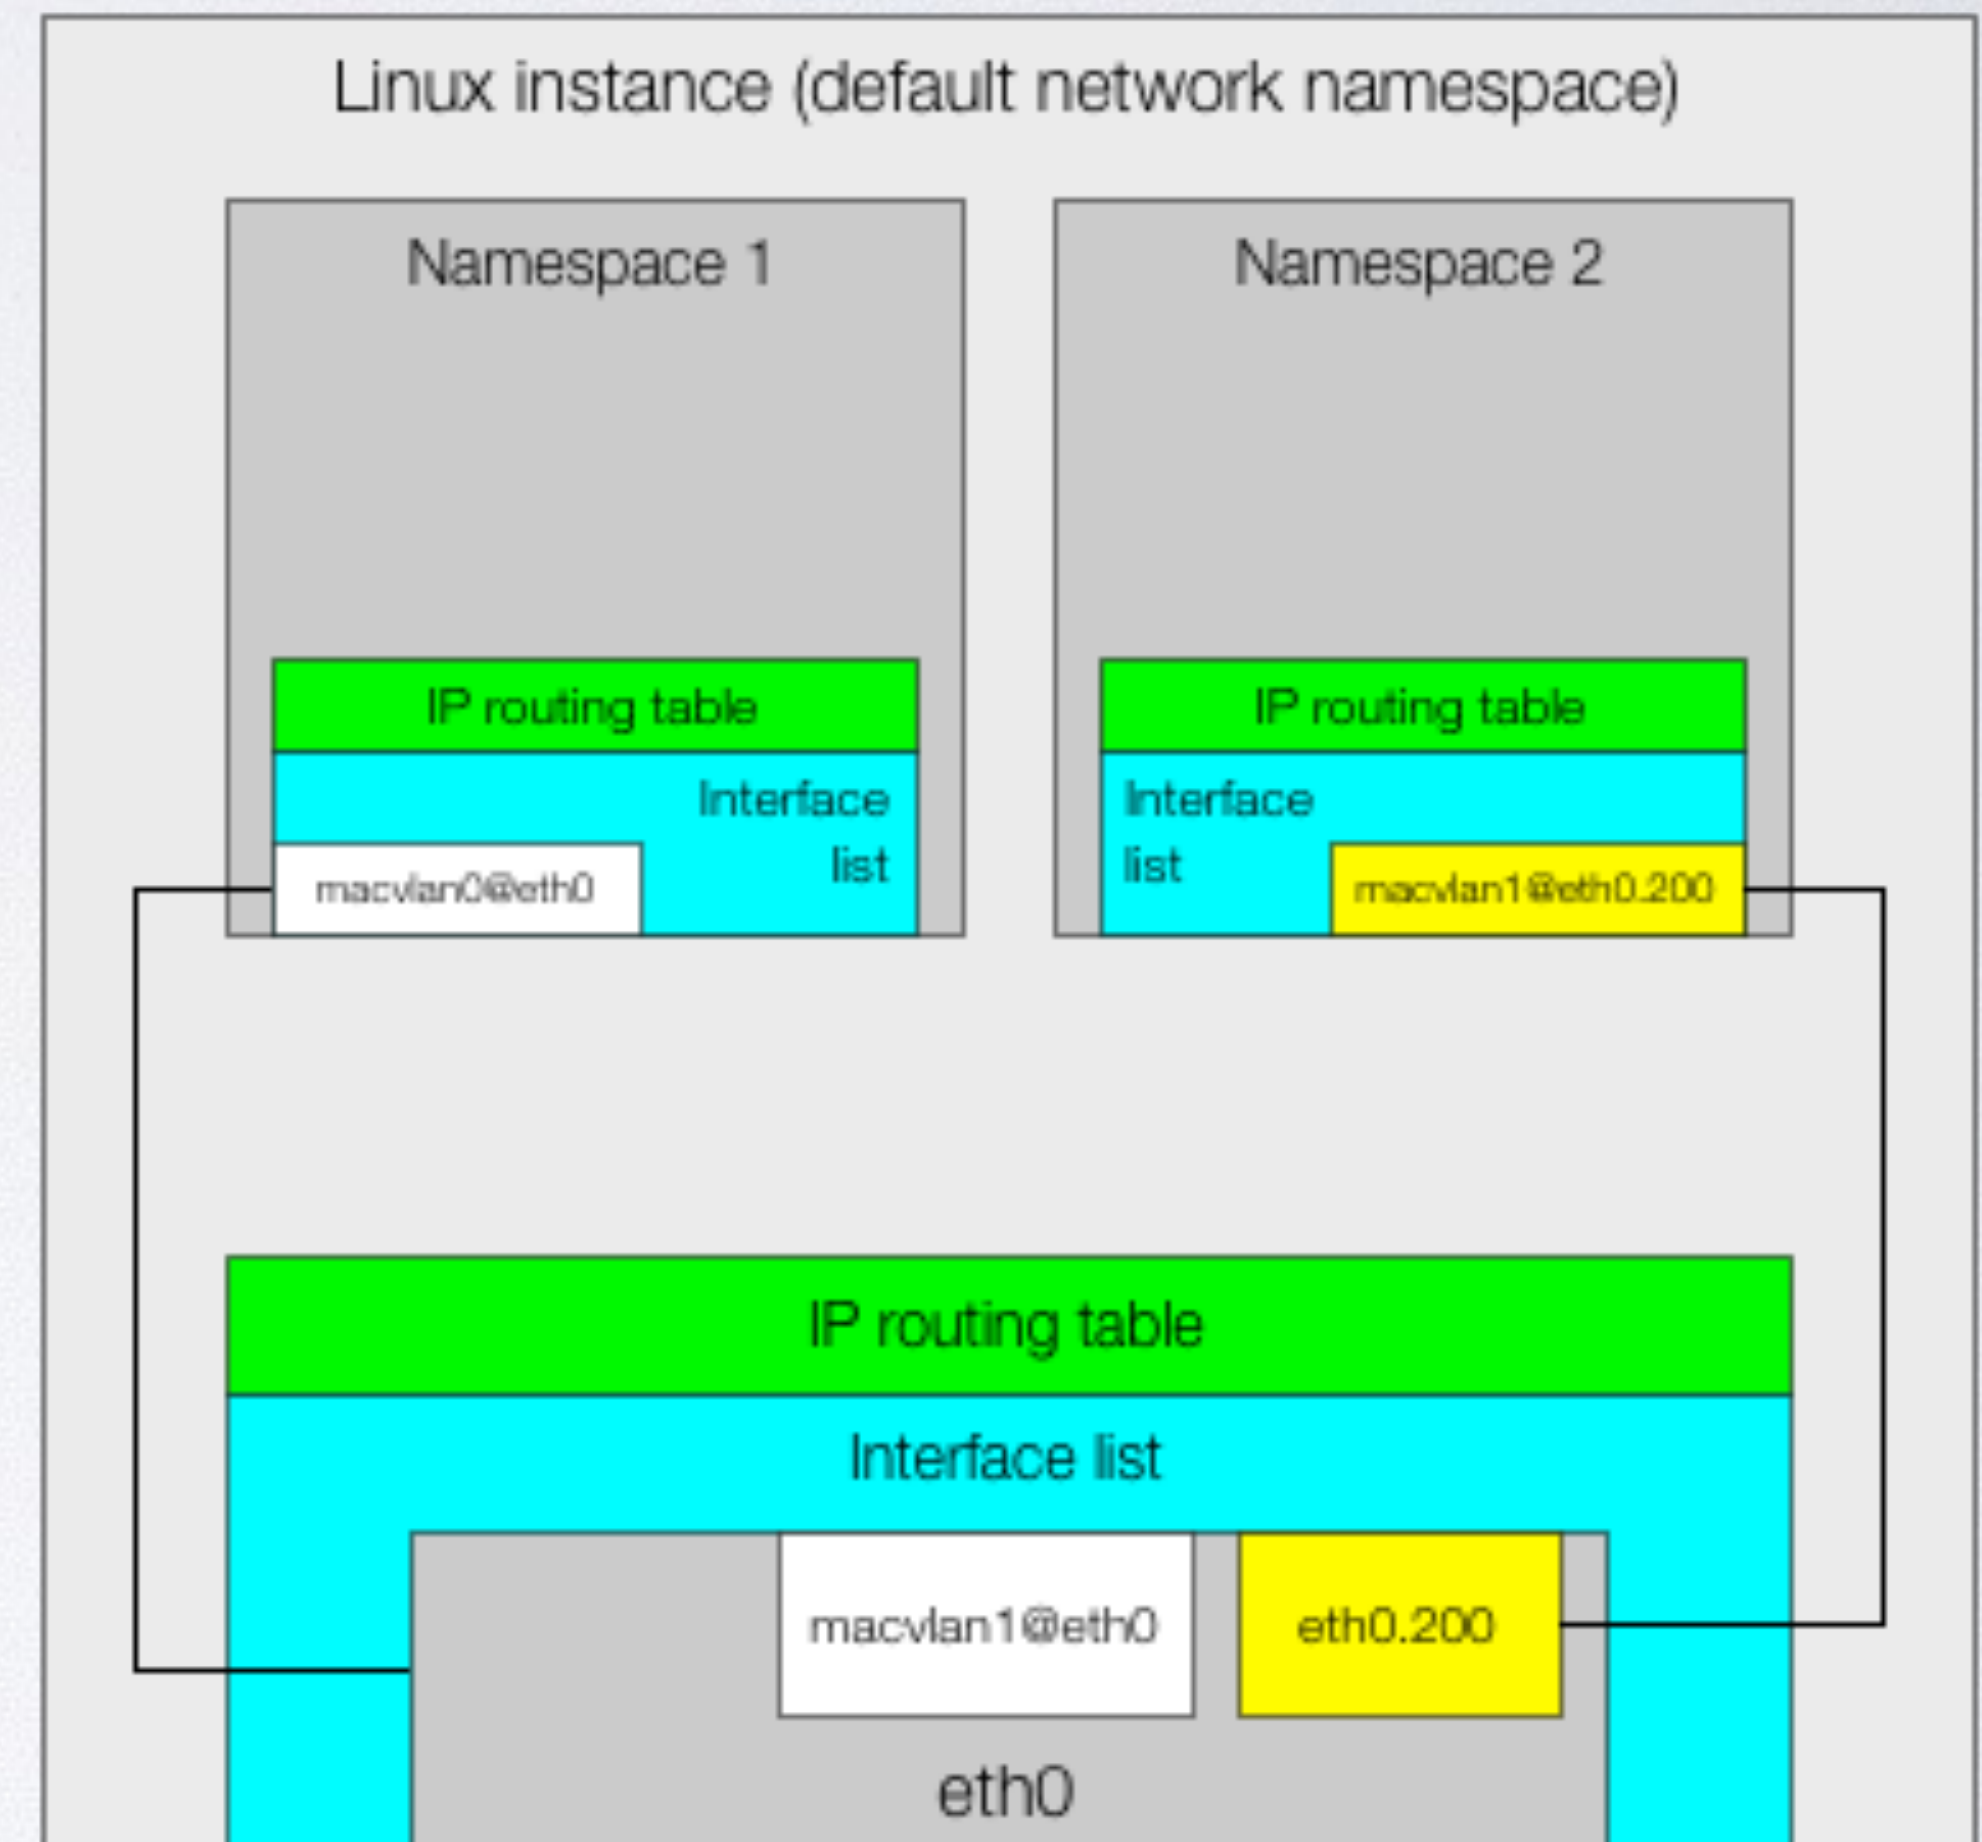 Linux instance (default network namespace)
Namespace 1
Namespace 2
IP routing table
IP routing table
Interface
list
Interface
list
macvlan0@eth0
macvlan1@eth0.200
IP routing table
Interface list
macvlan1@eth0
eth0.200
eth0